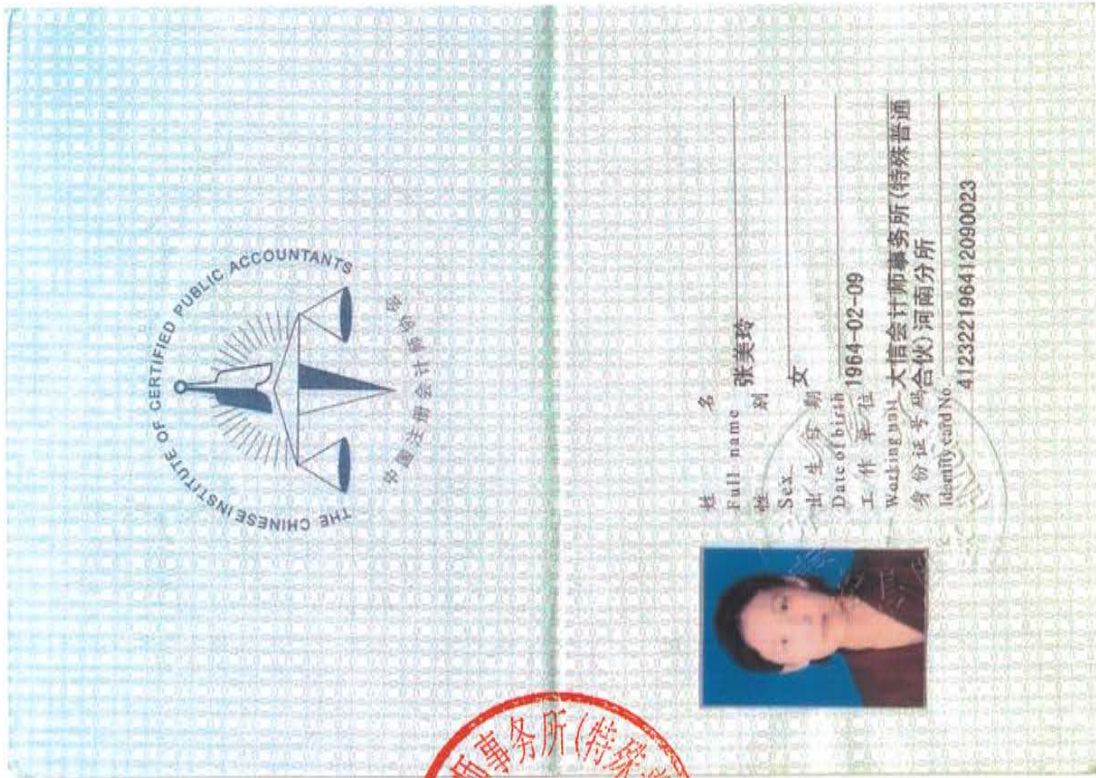 THE CHINESE INSTITUTE OF CERTIFIED PUBLIC ACCOUNTANTS
中国注册会计师协会
姓 名 张美玲
Full name
性 别 女
Sex
出生日期 1964-02-09
Date of birth
工作单位 大信会计师事务所(特殊普通
Working unit 合伙)河南分所
身份证号码 412322196412090023
Identity card No.
师事务所(特殊普